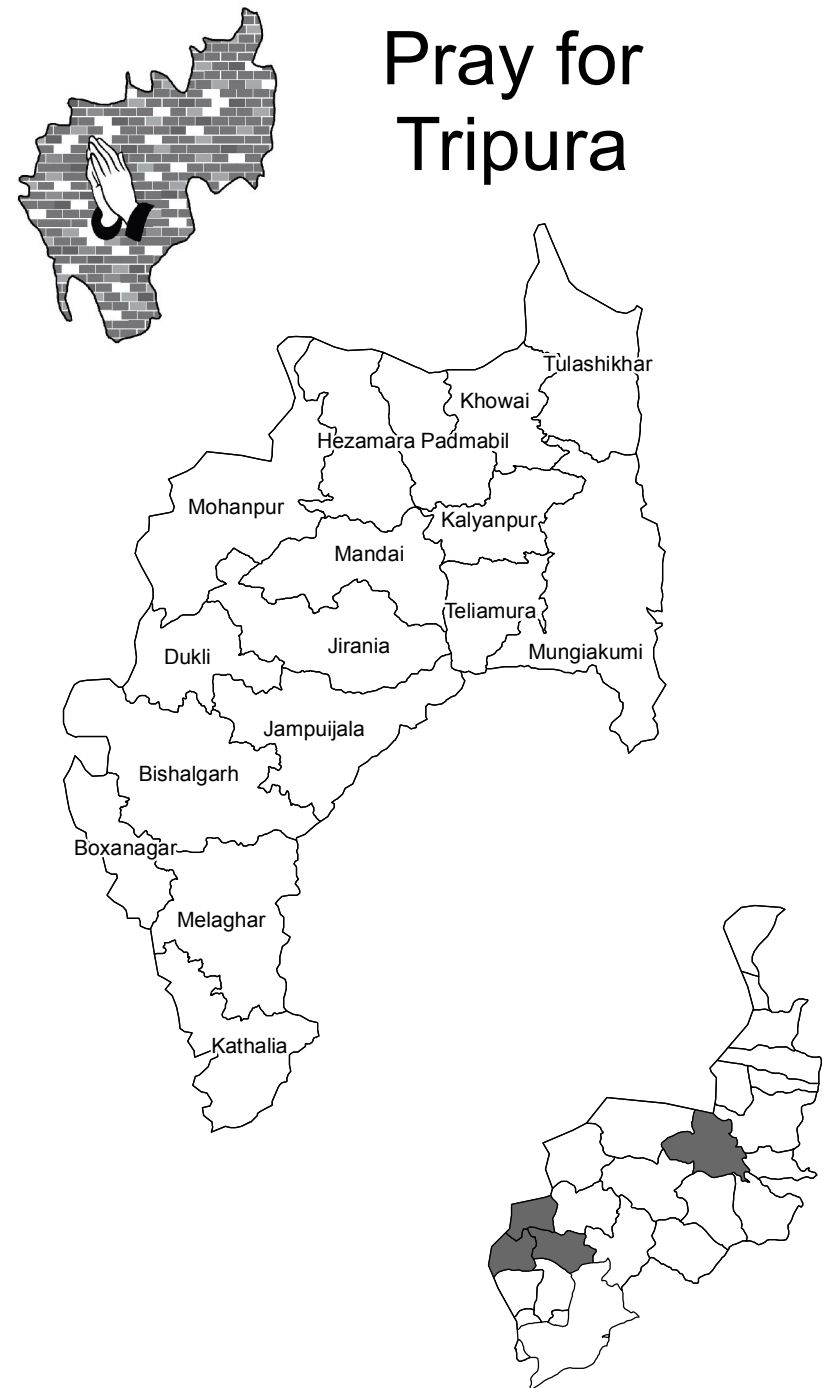 Pray for
Tripura
Tulashikhar
Khowai
Hezamara Padmabil
Mohanpur
Kalyanpur
Mandai
Teliamura
Jirania
Mungiakumi
Dukli
Jampuijala
Bishalgarh
Boxanagar
Melaghar
Kathalia